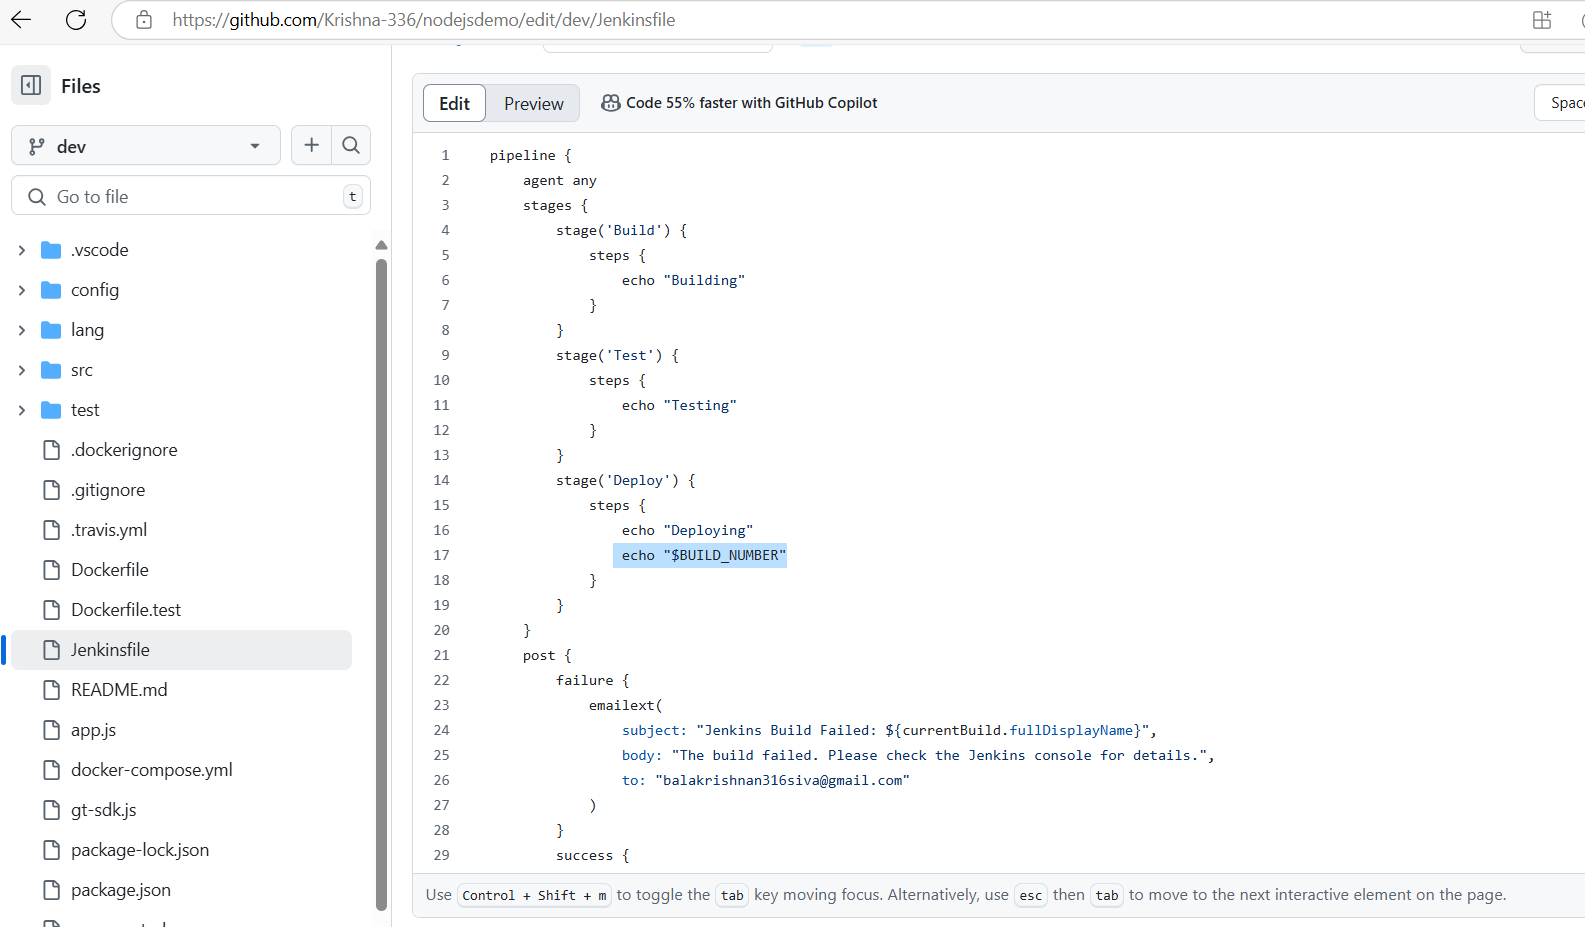 https://github.com/Krishna-336/nodejsdemo/edit/dev/Jenkinsfile
Files
dev
Go to file
t
.vscode
config
lang
src
test
.dockerignore
.gitignore
.travis.yml
Dockerfile
Dockerfile.test
Jenkinsfile
README.md
app.js
docker-compose.yml
gt-sdk.js
package-lock.json
package.json
Edit Preview Code 55% faster with GitHub Copilot
1 pipeline {
2 agent any
3 stages {
4 stage('Build') {
5 steps {
6 echo "Building"
7 }
8 }
9 stage('Test') {
10 steps {
11 echo "Testing"
12 }
13 }
14 stage('Deploy') {
15 steps {
16 echo "Deploying"
17 echo "$BUILD_NUMBER"
18 }
19 }
20 }
21 post {
22 failure {
23 emailext(
24 subject: "Jenkins Build Failed: ${currentBuild.fullDisplayName}",
25 body: "The build failed. Please check the Jenkins console for details.",
26 to: "balakrishnan316siva@gmail.com"
27 )
28 }
29 success {
Use Control + Shift + m to toggle the tab key moving focus. Alternatively, use esc then tab to move to the next interactive element on the page.